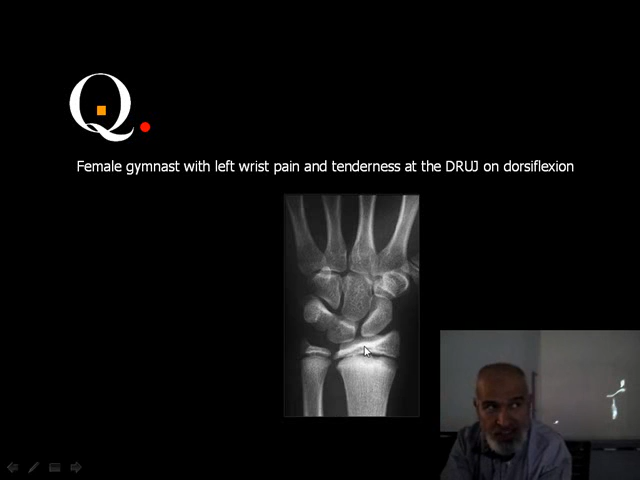 Q.
Female gymnast with left wrist pain and tenderness at the DRUJ on dorsiflexion